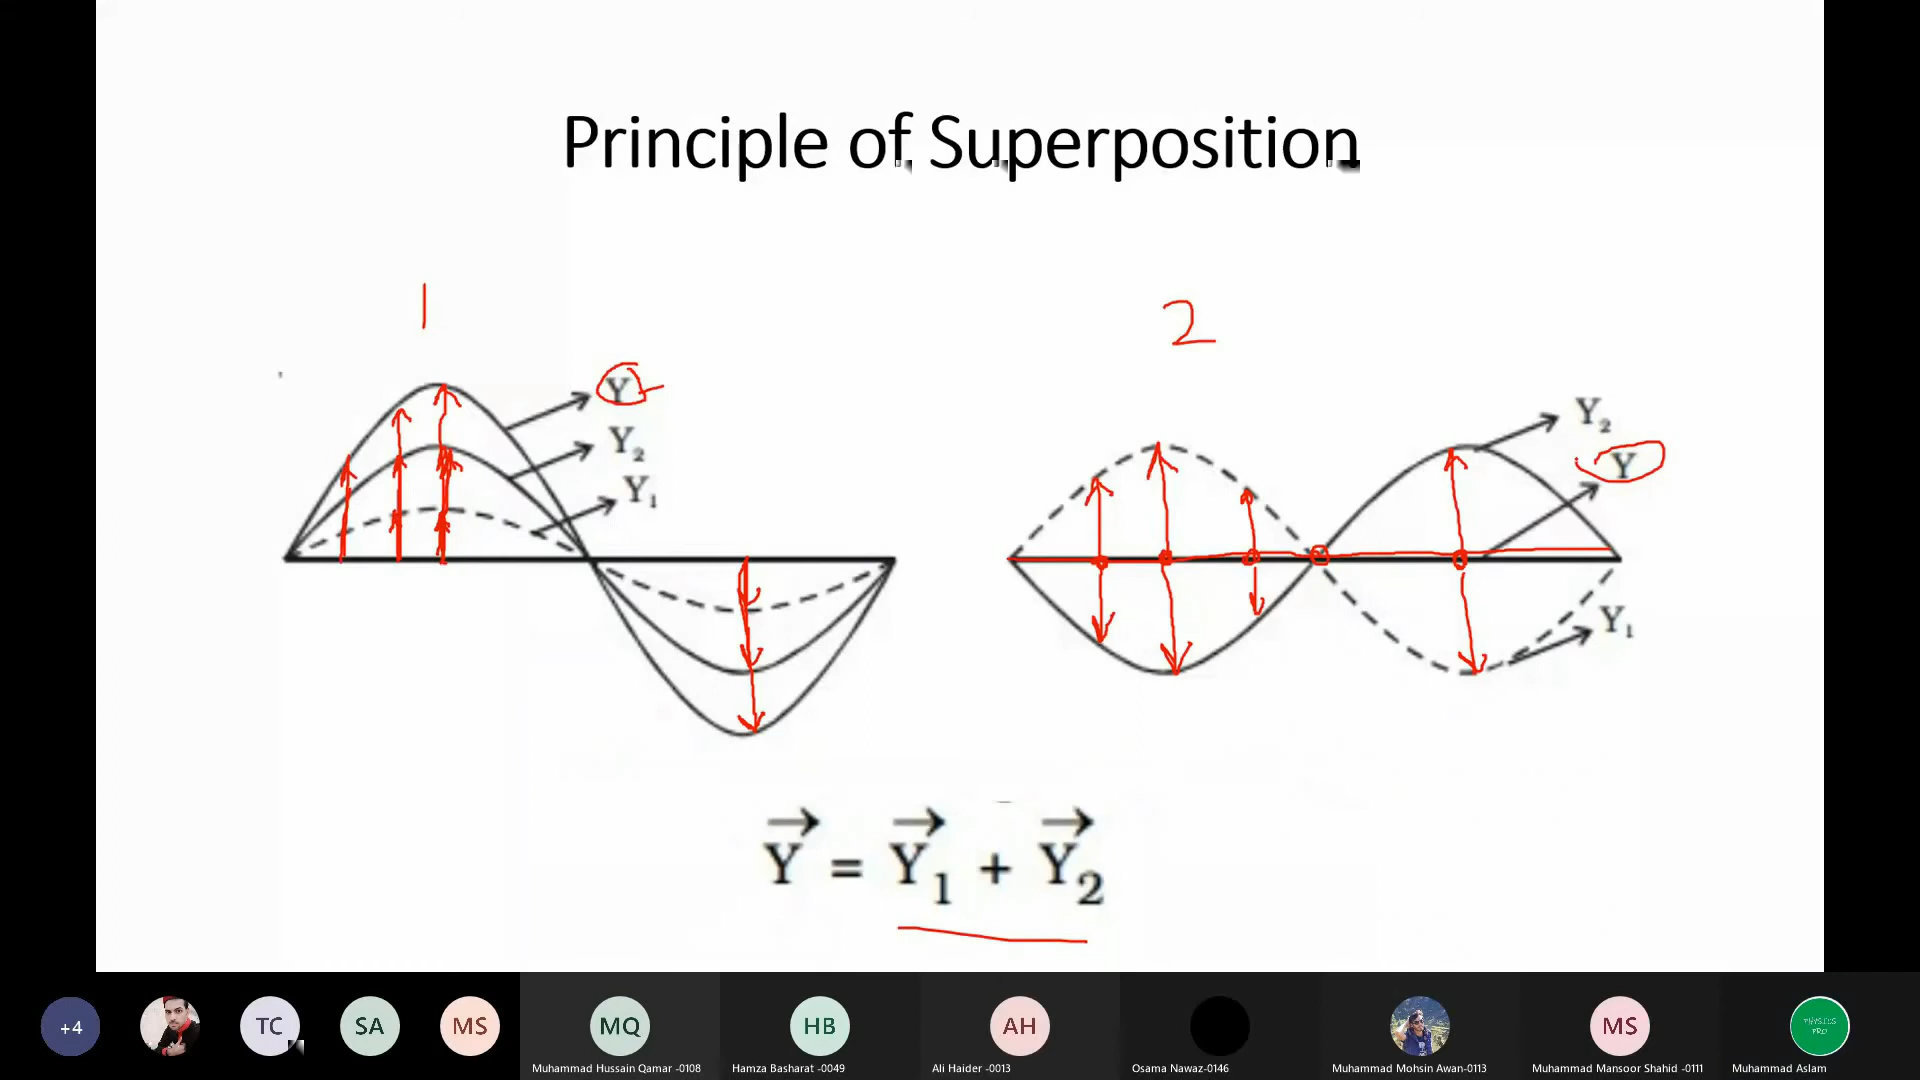 Principle of Superposition
1
2
Y
Y₂
Y₁
Y₂
Y
Y₁
Y = Y₁ + Y₂
+4
TC
SA
MS
MQ
HB
AH
MS
PHYSICS
PRO
Muhammad Hussain Qamar -0108
Hamza Basharat -0049
Ali Haider -0013
Osama Nawaz-0146
Muhammad Mohsin Awan-0113
Muhammad Mansoor Shahid -0111
Muhammad Aslam